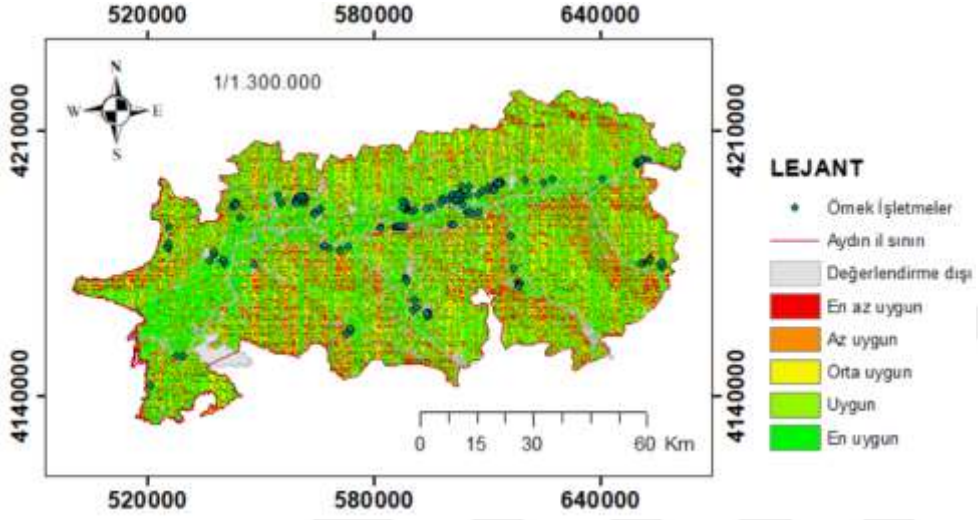 520000 580000 640000
N
W E
S
1/1.300.000
4210000
4210000
4140000
4140000
0 15 30 60 Km
520000 580000 640000
LEJANT
Örnek İşletmeler
Aydın il sınırı
Değerlendirme dışı
En az uygun
Az uygun
Orta uygun
Uygun
En uygun